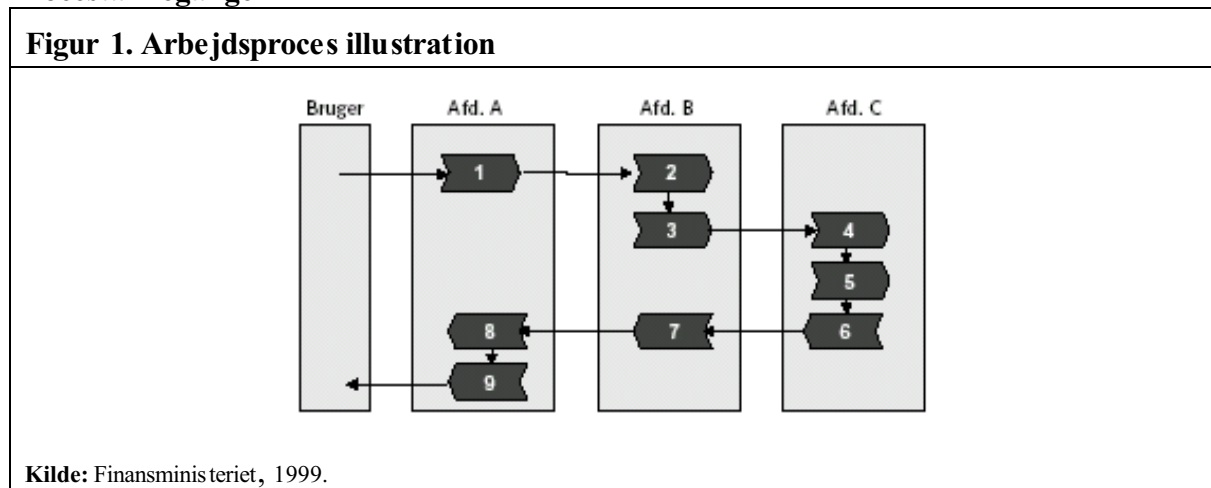 Figur 1. Arbejdsproces illustration
Bruger Afd. A Afd. B Afd. C
1 2
3 4
5
8 7 6
9
Kilde: Finansministeriet, 1999.